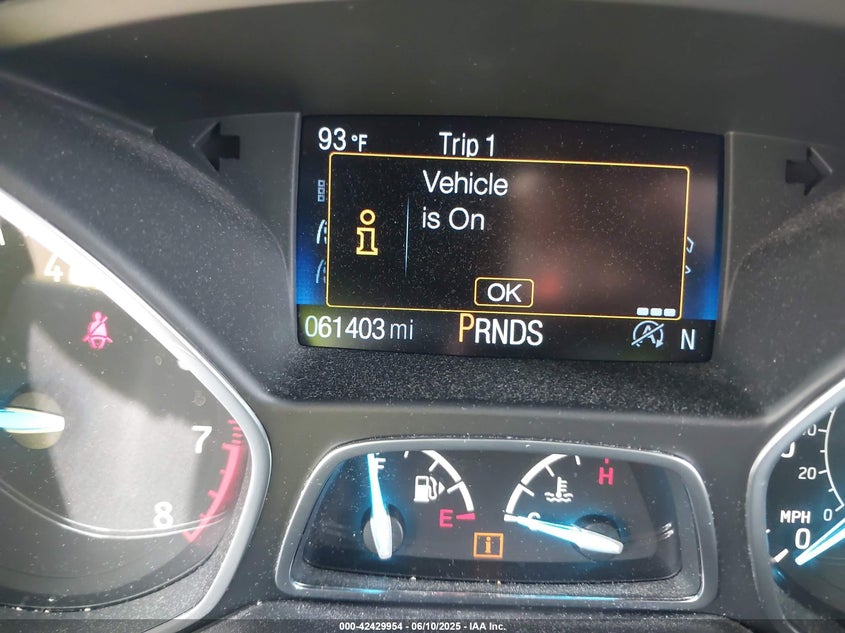 93°F Trip 1
Vehicle
is On
i
OK
061403 mi PRNDS N
4
7
8
F
E
i
C
H
20
0
MPH
0
000-42429954 - 06/10/2025 - IAA Inc.